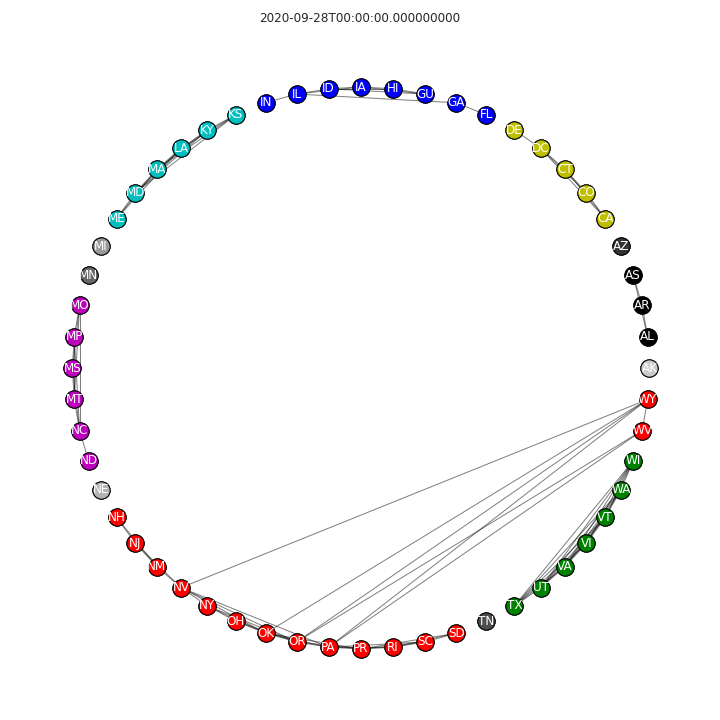 2020-09-28T00:00:00.000000000
IN
IL
ID
IA
HI
GU
GA
FL
KS
KY
LA
MA
MD
ME
DE
DC
CT
CO
CA
MI
MN
AZ
AS
AR
AL
AK
MO
MP
MS
MT
NC
ND
NE
WY
WV
WI
WA
VT
VI
VA
UT
TX
TN
NH
NJ
NM
NV
NY
OH
OK
OR
PA
PR
RI
SC
SD